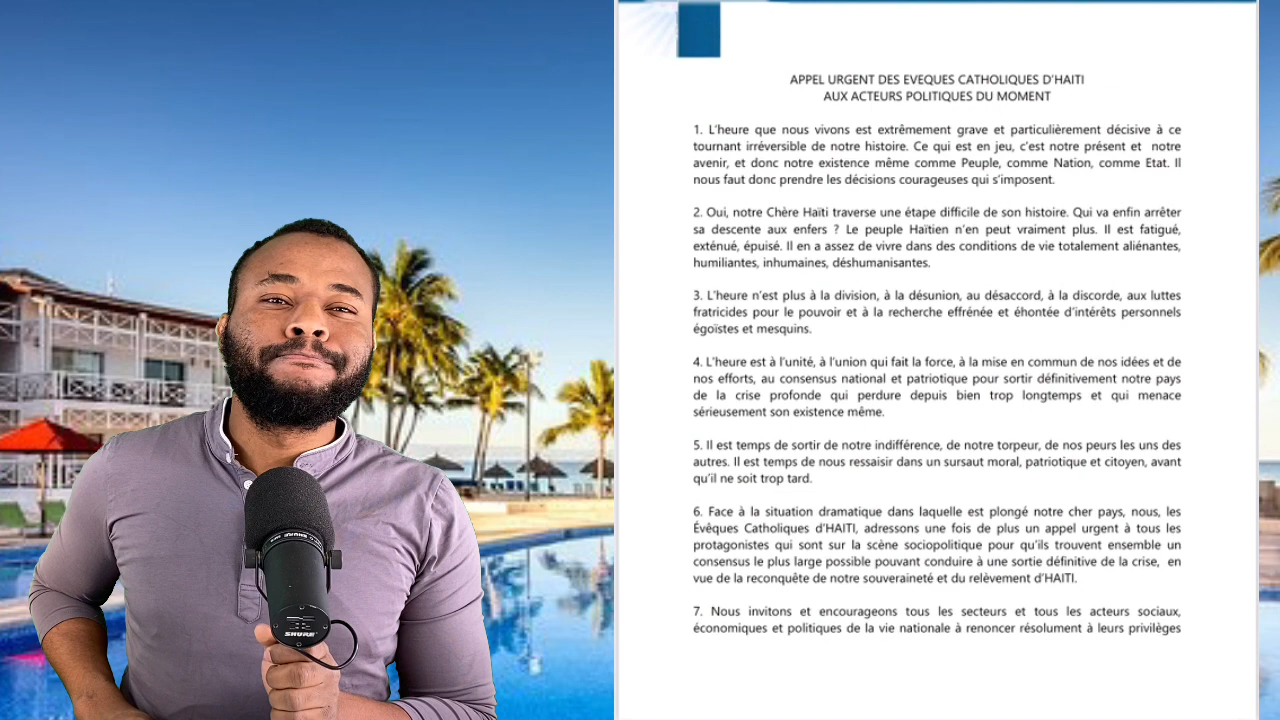 APPEL URGENT DES EVEQUES CATHOLIQUES D'HAITI
AUX ACTEURS POLITIQUES DU MOMENT
1. L'heure que nous vivons est extrêmement grave et particulièrement décisive à ce
tournant irréversible de notre histoire. Ce qui est en jeu, c'est notre présent et notre
avenir, et donc notre existence même comme Peuple, comme Nation, comme Etat. Il
nous faut donc prendre les décisions courageuses qui s'imposent.
2. Oui, notre Chère Haïti traverse une étape difficile de son histoire. Qui va enfin arrêter
sa descente aux enfers ? Le peuple Haïtien n'en peut vraiment plus. Il est fatigué,
exténué, épuisé. Il en a assez de vivre dans des conditions de vie totalement aliénantes,
humiliantes, inhumaines, déshumanisantes.
3. L'heure n'est plus à la division, à la désunion, au désaccord, à la discorde, aux luttes
fratricides pour le pouvoir et à la recherche effrénée et éhontée d'intérêts personnels
égoïstes et mesquins.
4. L'heure est à l'unité, à l'union qui fait la force, à la mise en commun de nos idées et de
nos efforts, au consensus national et patriotique pour sortir définitivement notre pays
de la crise profonde qui perdure depuis bien trop longtemps et qui menace
sérieusement son existence même.
5. Il est temps de sortir de notre indifférence, de notre torpeur, de nos peurs les uns des
autres. Il est temps de nous ressaisir dans un sursaut moral, patriotique et citoyen, avant
qu'il ne soit trop tard.
6. Face à la situation dramatique dans laquelle est plongé notre cher pays, nous, les
Évêques Catholiques d'HAITI, adressons une fois de plus un appel urgent à tous les
protagonistes qui sont sur la scène sociopolitique pour qu'ils trouvent ensemble un
consensus le plus large possible pouvant conduire à une sortie définitive de la crise, en
vue de la reconquête de notre souveraineté et du relèvement d'HAITI.
7. Nous invitons et encourageons tous les secteurs et tous les acteurs sociaux,
économiques et politiques de la vie nationale à renoncer résolument à leurs privilèges
SHURE